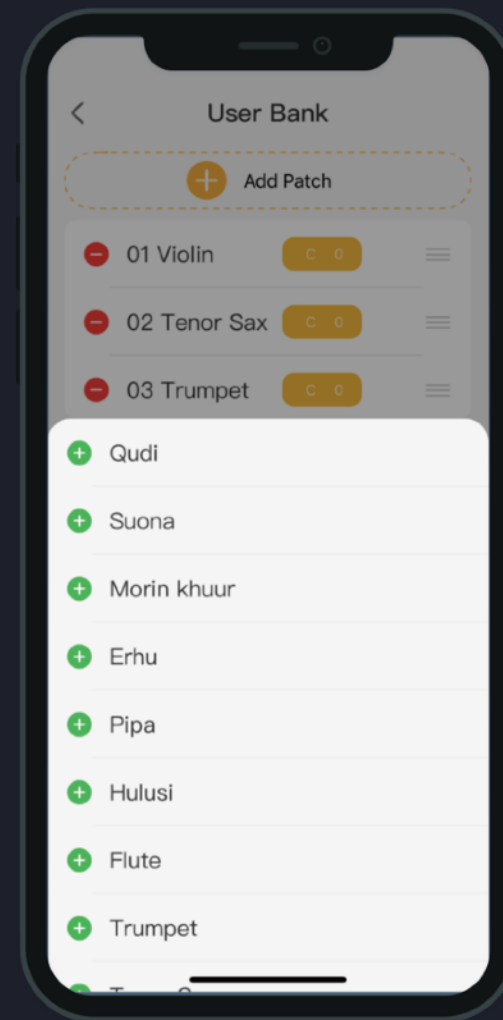 User Bank
Add Patch
01 Violin C 0
02 Tenor Sax C 0
03 Trumpet C 0
Qudi
Suona
Morin khuur
Erhu
Pipa
Hulusi
Flute
Trumpet